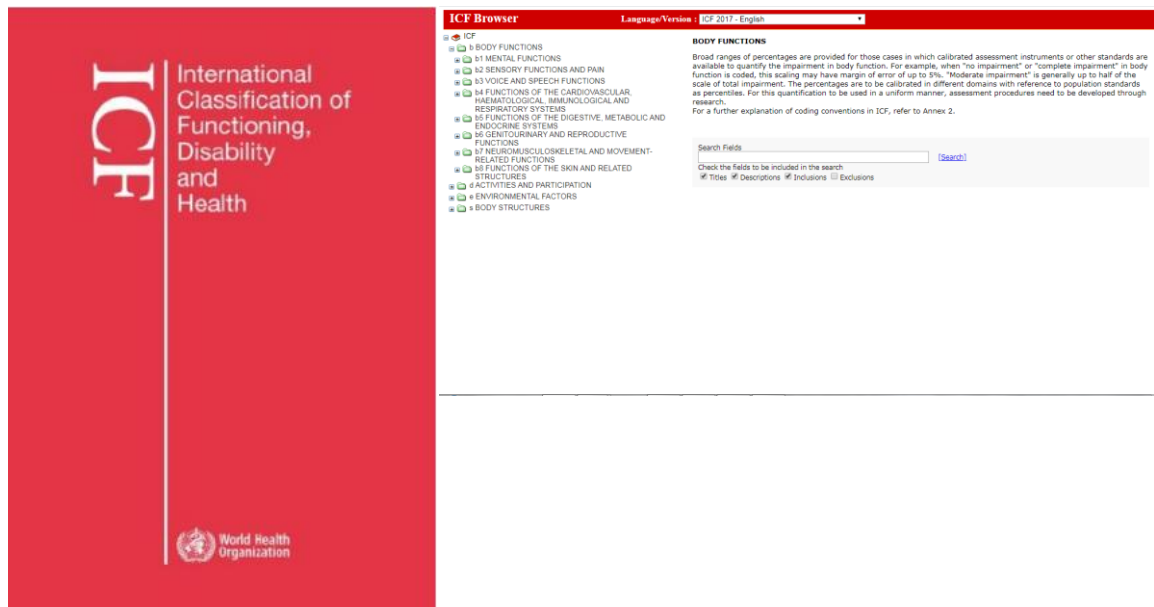 ICF
International
Classification of
Functioning,
Disability
and
Health
World Health
Organization
ICF Browser
Language/Version : ICF 2017 - English
ICF
b BODY FUNCTIONS
b1 MENTAL FUNCTIONS
b2 SENSORY FUNCTIONS AND PAIN
b3 VOICE AND SPEECH FUNCTIONS
b4 FUNCTIONS OF THE CARDIOVASCULAR,
HAEMATOLOGICAL, IMMUNOLOGICAL AND
RESPIRATORY SYSTEMS
b5 FUNCTIONS OF THE DIGESTIVE, METABOLIC AND
ENDOCRINE SYSTEMS
b6 GENITOURINARY AND REPRODUCTIVE
FUNCTIONS
b7 NEUROMUSCULOSKELETAL AND MOVEMENT-
RELATED FUNCTIONS
b8 FUNCTIONS OF THE SKIN AND RELATED
STRUCTURES
d ACTIVITIES AND PARTICIPATION
e ENVIRONMENTAL FACTORS
s BODY STRUCTURES
BODY FUNCTIONS
Broad ranges of percentages are provided for those cases in which calibrated assessment instruments or other standards are
available to quantify the impairment in body function. For example, when "no impairment" or "complete impairment" in body
function is coded, this scaling may have margin of error of up to 5%. "Moderate impairment" is generally up to half of the
scale of total impairment. The percentages are to be calibrated in different domains with reference to population standards
as percentiles. For this quantification to be used in a uniform manner, assessment procedures need to be developed through
research.
For a further explanation of coding conventions in ICF, refer to Annex 2.
Search Fields
[Search]
Check the fields to be included in the search
Titles Descriptions Inclusions Exclusions